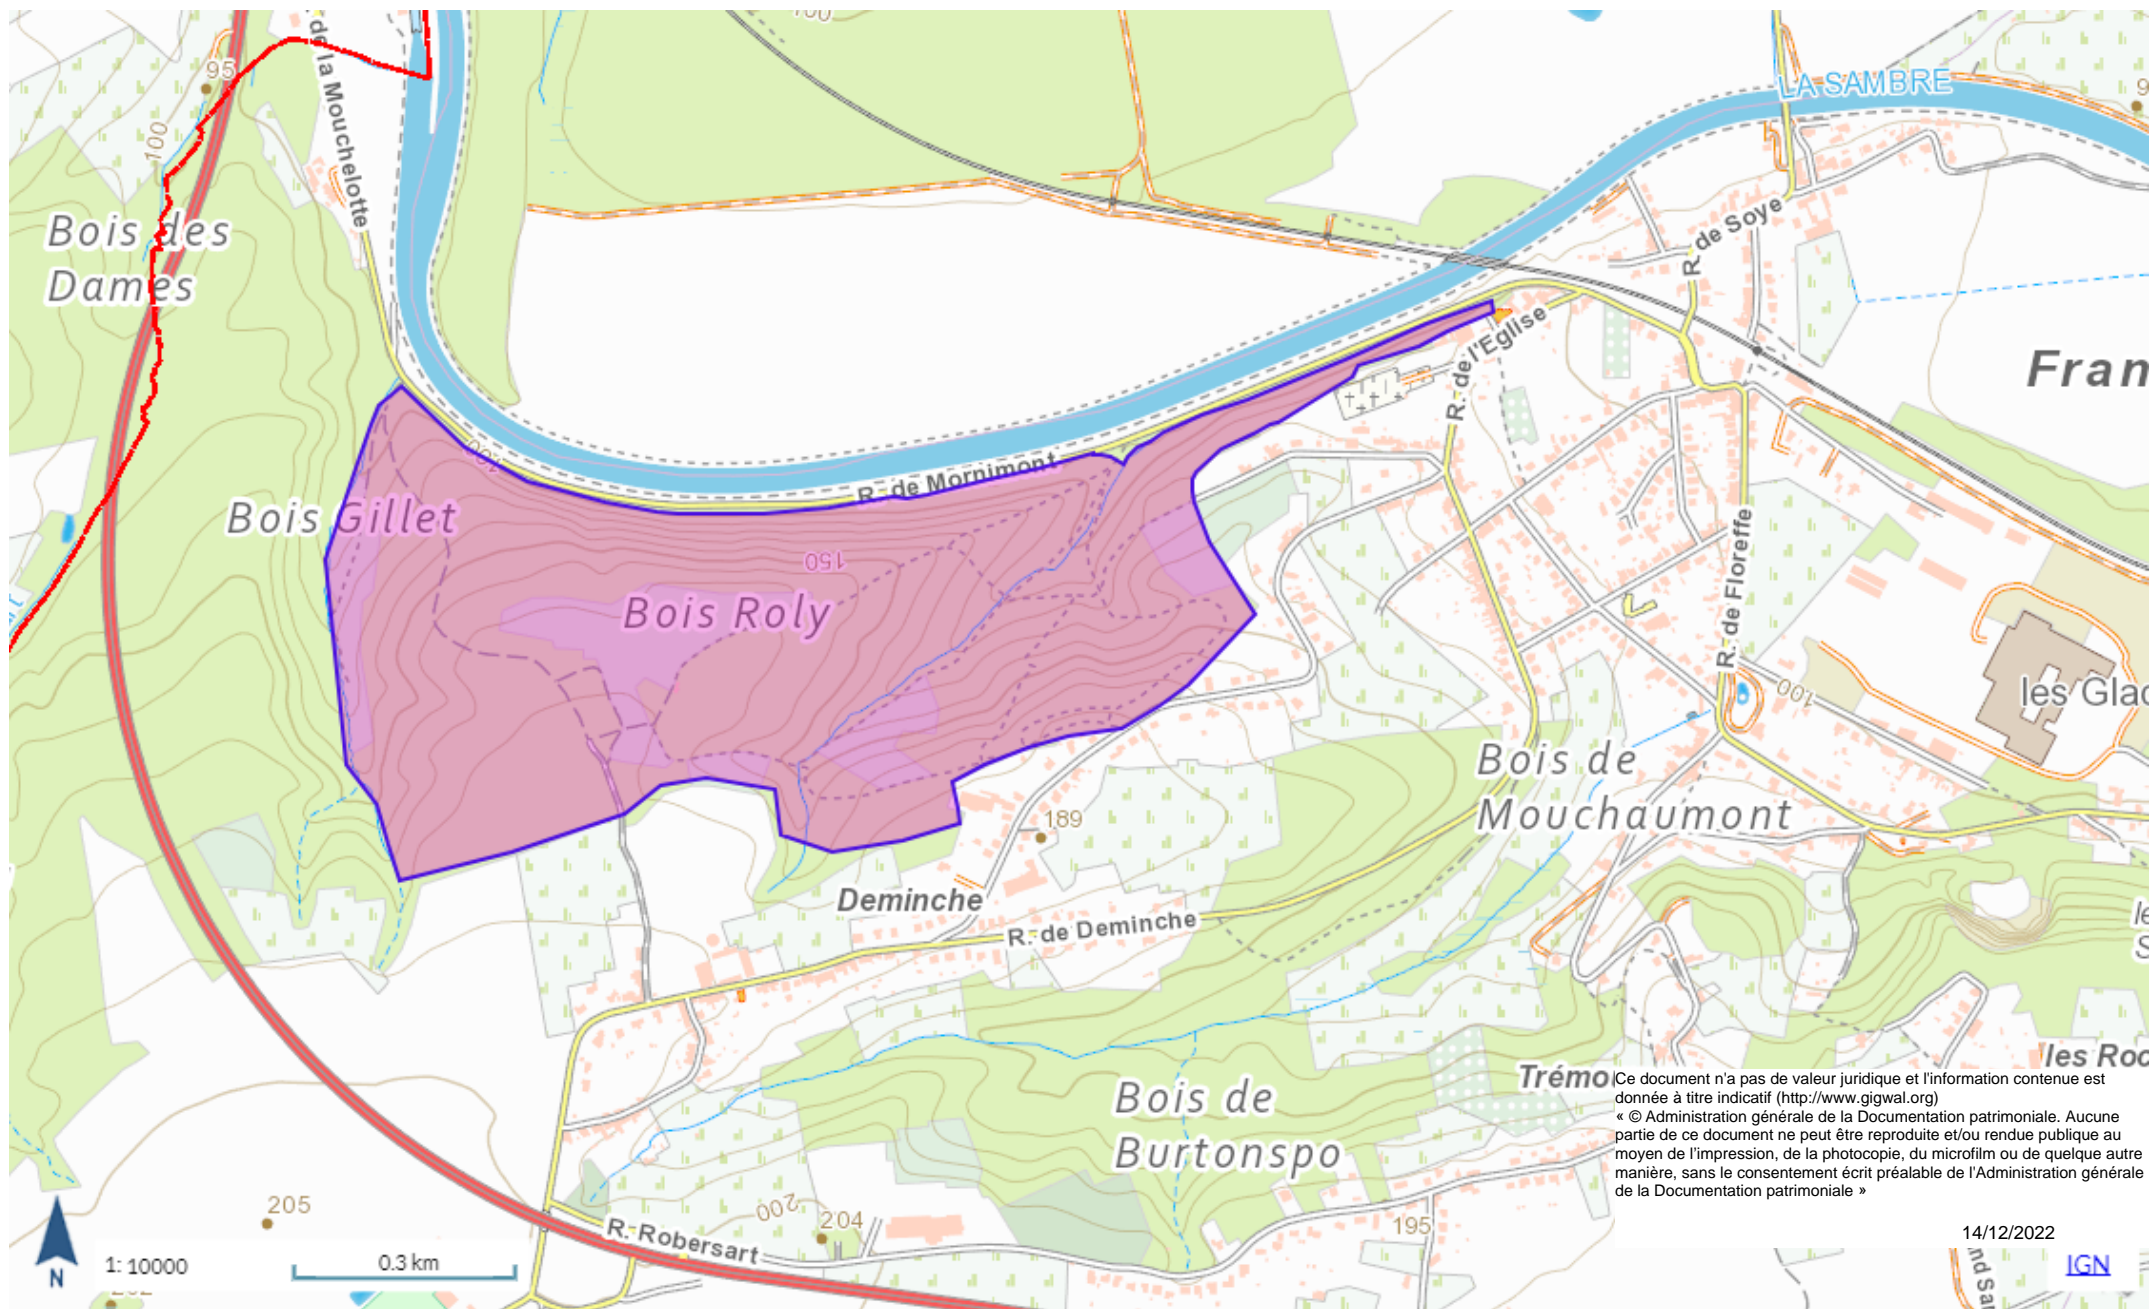 100
de la Mouchelotte
95
100
LA SAMBRE
Bois des
Dames
R. de Soye
R. de l'Eglise
Fran
R. de Mornimont
Bois Gillet
150
Bois Roly
R. de Floreffe
100
les Glac
Bois de
Mouchaumont
189
Deminche
R. de Deminche
Bois de
Burtonspo
Trémo
les Roc
Ce document n'a pas de valeur juridique et l'information contenue est
donnée à titre indicatif (http://www.gigwal.org)
« © Administration générale de la Documentation patrimoniale. Aucune
partie de ce document ne peut être reproduite et/ou rendue publique au
moyen de l'impression, de la photocopie, du microfilm ou de quelque autre
manière, sans le consentement écrit préalable de l'Administration générale
de la Documentation patrimoniale »
205
200
204
195
R. Robersart
14/12/2022
1: 10000
0.3 km
N
IGN